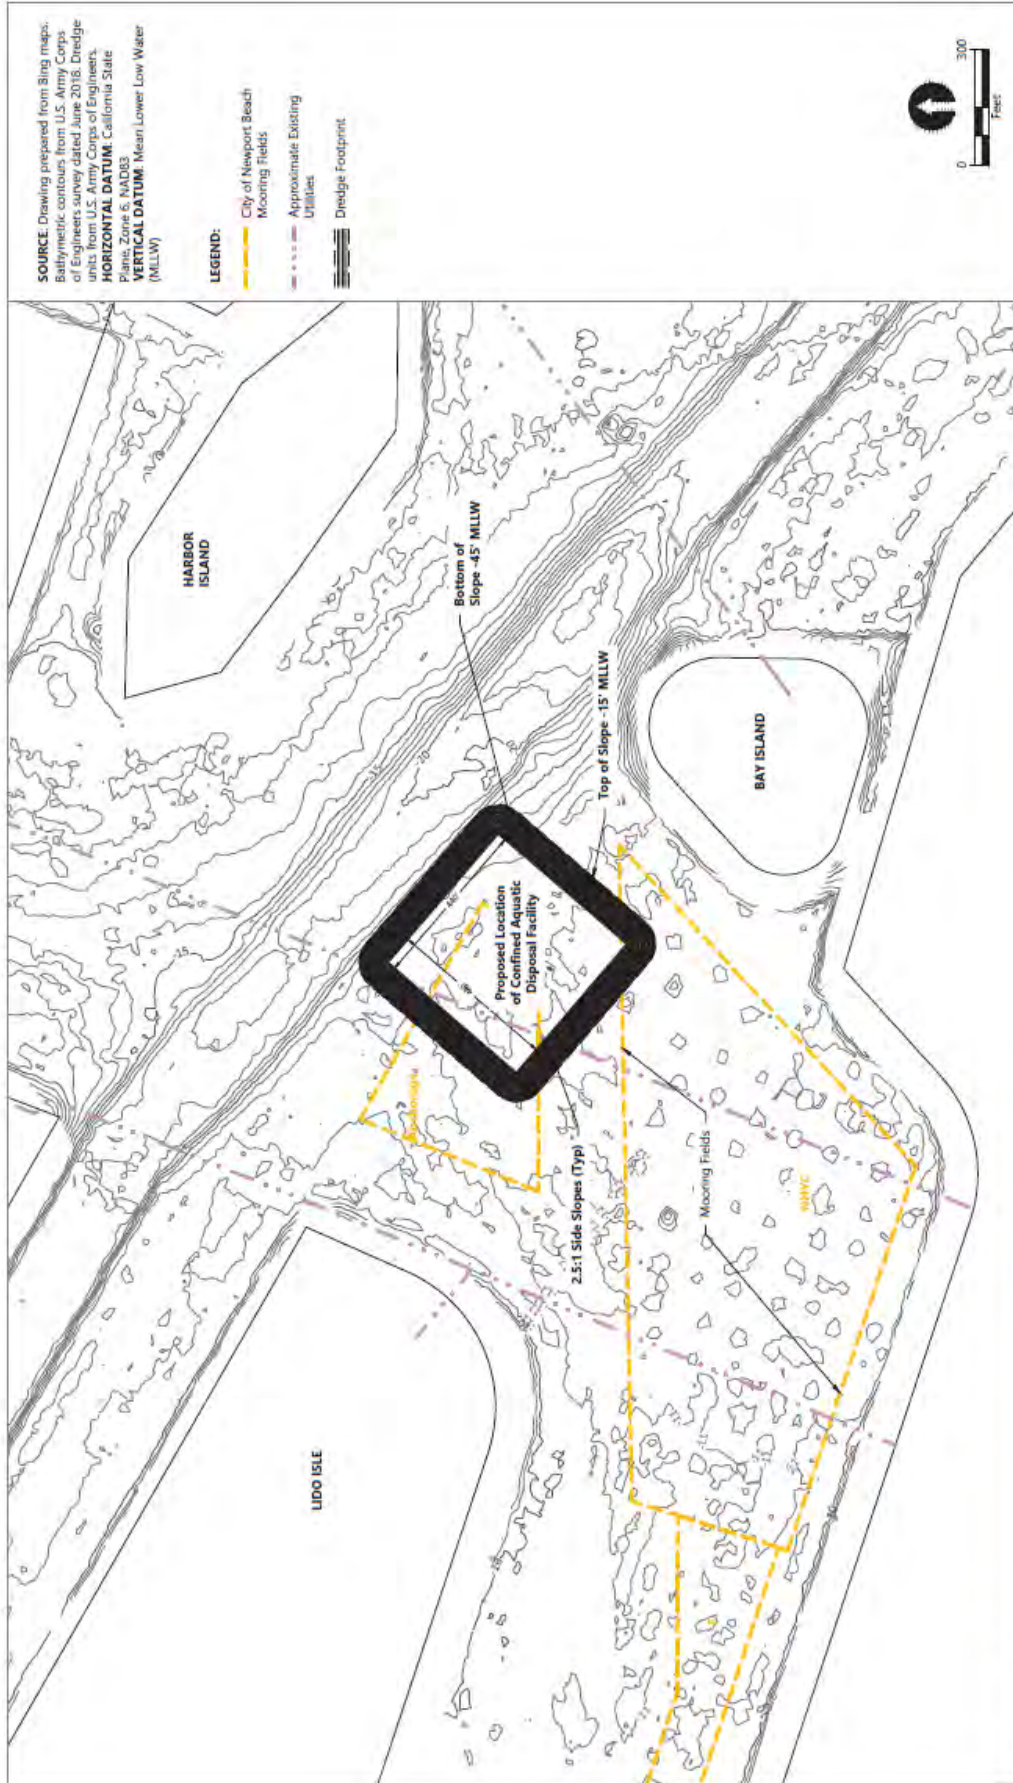 SOURCE: Drawing prepared from Bing maps.
Bathymetric contours from U.S. Army Corps
of Engineers survey dated June 2018. Dredge
units from U.S. Army Corps of Engineers.
HORIZONTAL DATUM: California State
Plane, Zone 6, NAD83
VERTICAL DATUM: Mean Lower Low Water
(MLLW)
LEGEND:
City of Newport Beach
Mooring Fields
Approximate Existing
Utilities
Dredge Footprint
0
300
Feet
HARBOR
ISLAND
Bottom of
Slope -45' MLLW
Top of Slope -15' MLLW
BAY ISLAND
Proposed Location
of Confined Aquatic
Disposal Facility
2.5:1 Side Slopes (Typ)
Mooring Fields
LIDO ISLE
-15
-20